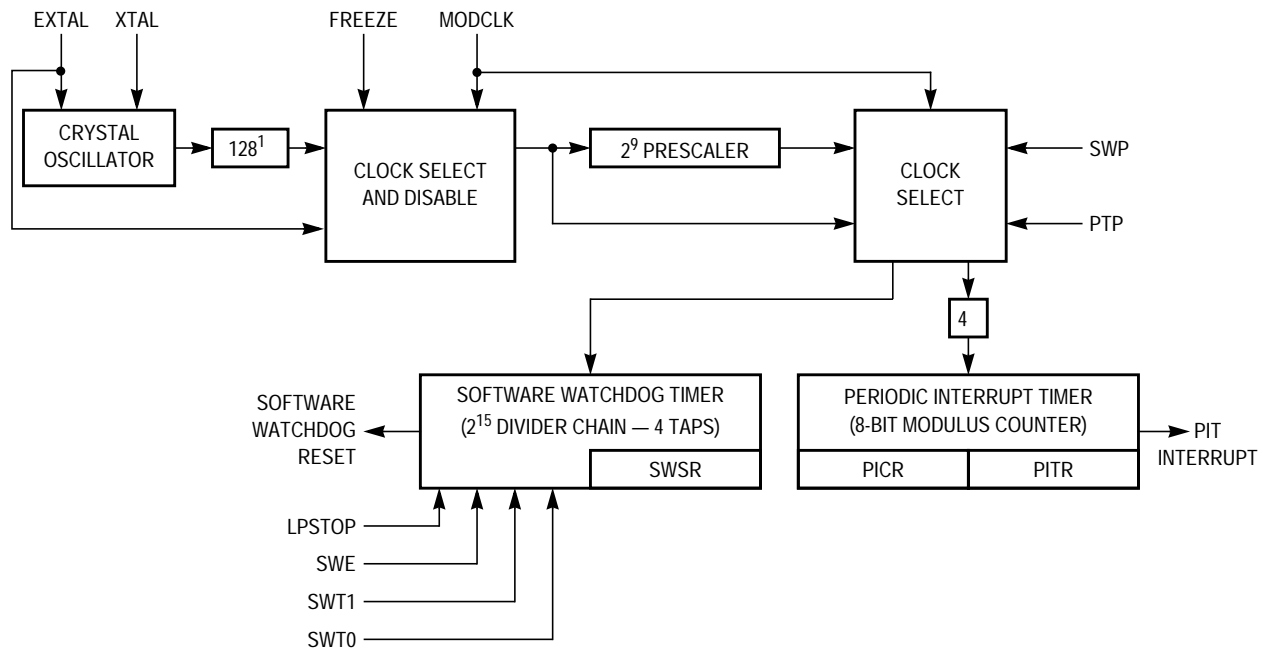 EXTAL
XTAL
FREEZE
MODCLK
CRYSTAL
OSCILLATOR
128¹
CLOCK SELECT
AND DISABLE
2⁹ PRESCALER
CLOCK
SELECT
SWP
PTP
4
SOFTWARE
WATCHDOG
RESET
SOFTWARE WATCHDOG TIMER
(2¹⁵ DIVIDER CHAIN — 4 TAPS)
SWSR
PERIODIC INTERRUPT TIMER
(8-BIT MODULUS COUNTER)
PICR
PITR
PIT
INTERRUPT
LPSTOP
SWE
SWT1
SWT0